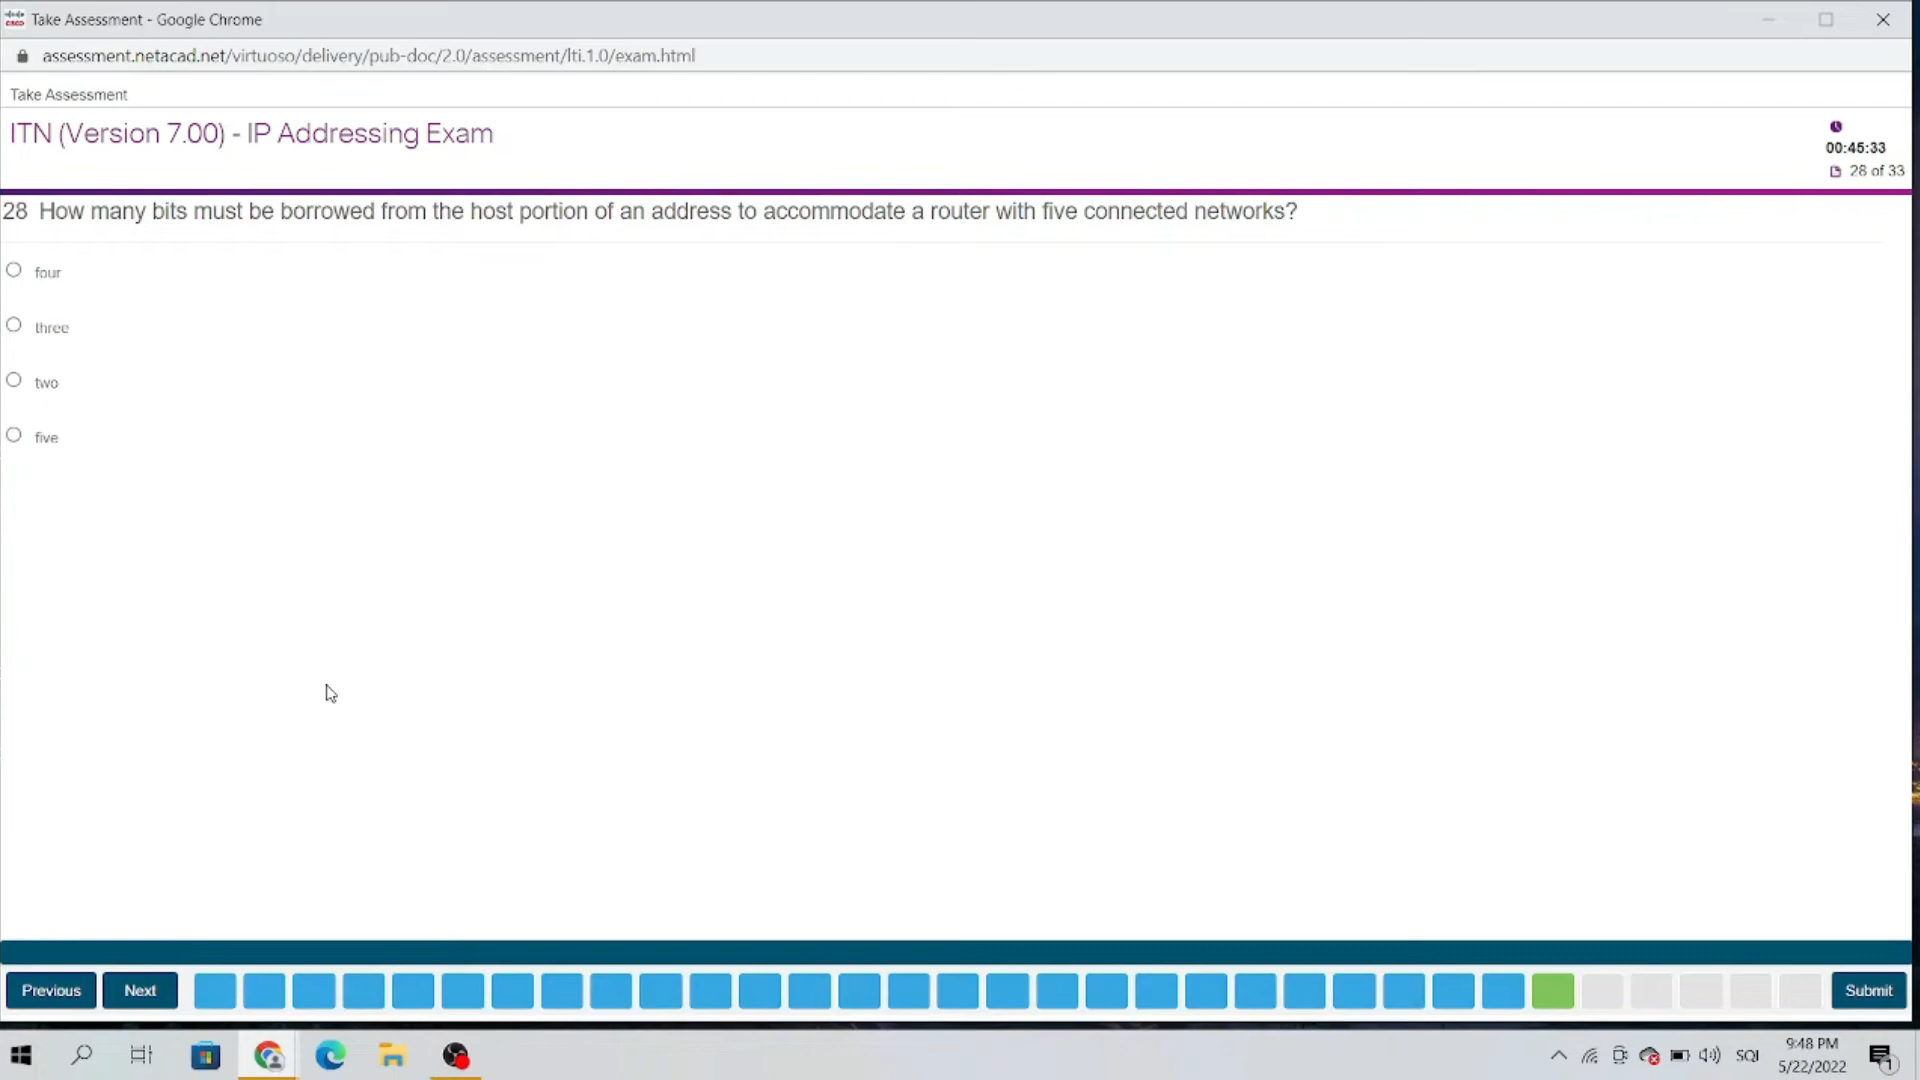 Take Assessment - Google Chrome
assessment.netacad.net/virtuoso/delivery/pub-doc/2.0/assessment/lti.1.0/exam.html
Take Assessment
ITN (Version 7.00) - IP Addressing Exam
00:45:33
28 of 33
28 How many bits must be borrowed from the host portion of an address to accommodate a router with five connected networks?
four
three
two
five
Previous
Next
Submit
SQI
9:48 PM
5/22/2022
1